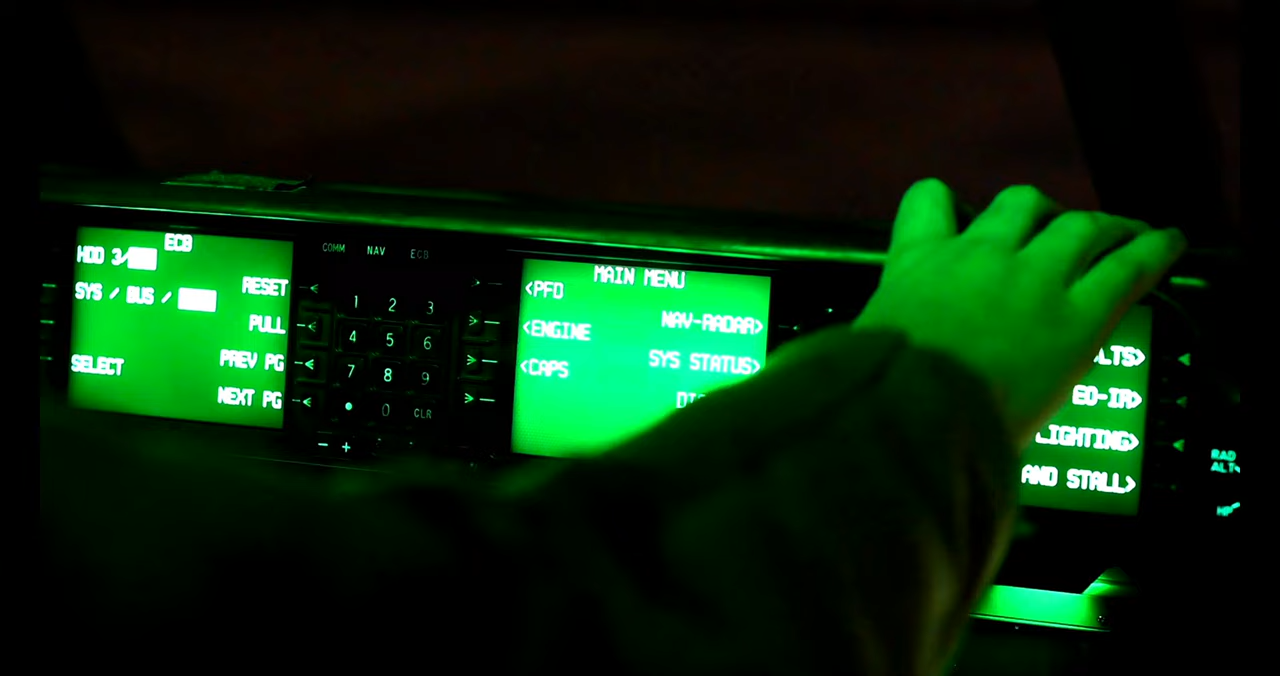 ECB
HDD 3/
SYS / BUS /
RESET
PULL
SELECT
PREV PG
NEXT PG
COMM NAV ECB
1 2 3
4 5 6
7 8 9
0 CLR
- +
MAIN MENU
<PFD
NAV-RADAR>
<ENGINE
SYS STATUS>
<CAPS
EO-IR>
LIGHTING>
AND STALL>
RAD
ALT